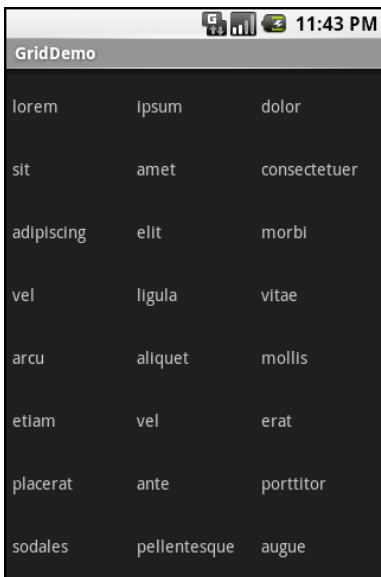 11:43 PM
GridDemo
lorem ipsum dolor
sit amet consectetuer
adipiscing elit morbi
vel ligula vitae
arcu aliquet mollis
etiam vel erat
placerat ante porttitor
sodales pellentesque augue